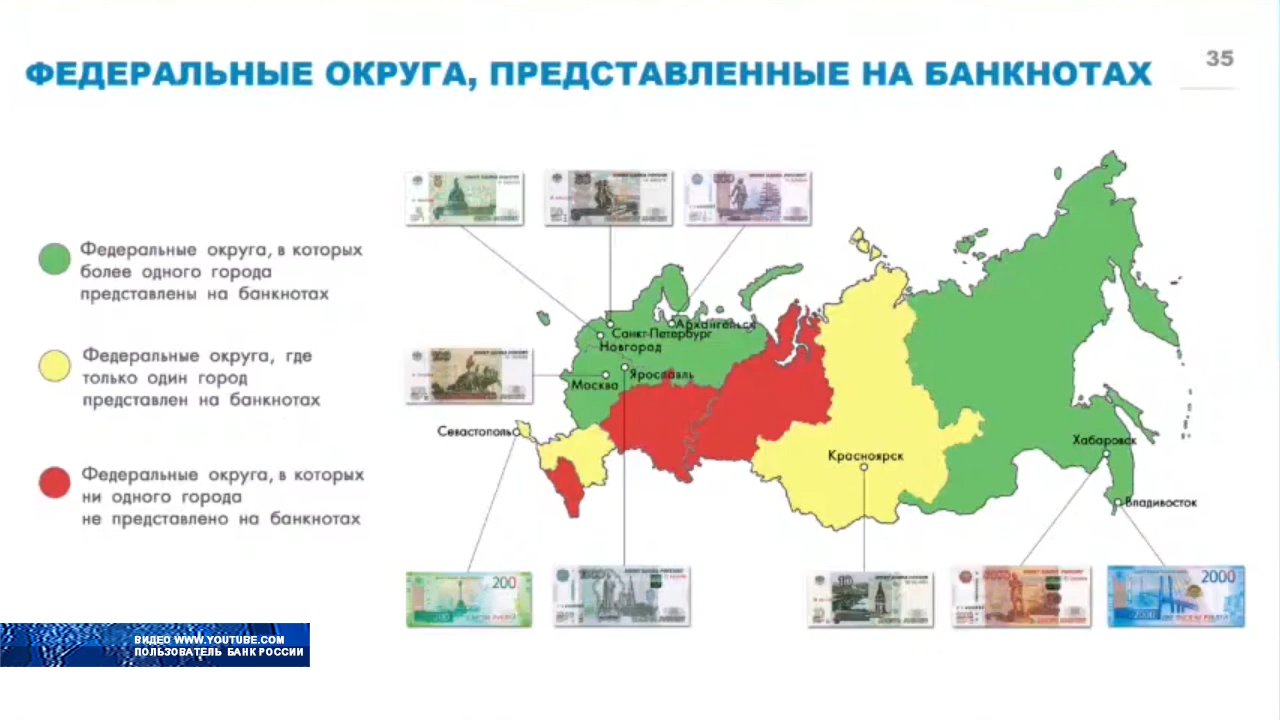 ФЕДЕРАЛЬНЫЕ ОКРУГА, ПРЕДСТАВЛЕННЫЕ НА БАНКНОТАХ
35
Федеральные округа, в которых
более одного города
представлены на банкнотах
Федеральные округа, где
только один город
представлен на банкнотах
Федеральные округа, в которых
ни одного города
не представлено на банкнотах
Архангельск
Санкт-Петербург
Новгород
Ярославль
Москва
Севастополь
Красноярск
Хабаровск
Владивосток
200
10
2000
ВИДЕО WWW.YOUTUBE.COM
ПОЛЬЗОВАТЕЛЬ БАНК РОССИИ